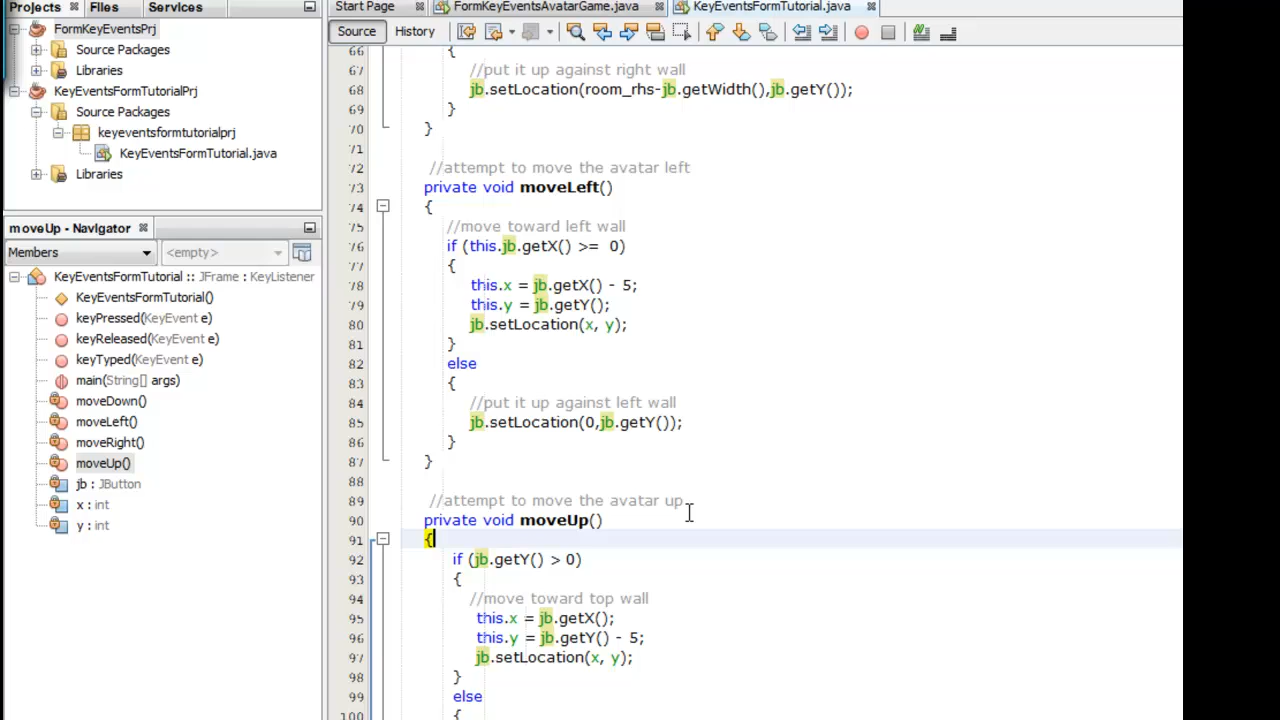 Projects × Files Services
Start Page FormKeyEventsAvatarGame.java KeyEventsFormTutorial.java
FormKeyEventsPrj
Source Packages
Libraries
KeyEventsFormTutorialPrj
Source Packages
keyeventsformtutorialprj
KeyEventsFormTutorial.java
Libraries
moveUp - Navigator
Members <empty>
KeyEventsFormTutorial :: JFrame : KeyListener
KeyEventsFormTutorial()
keyPressed(KeyEvent e)
keyReleased(KeyEvent e)
keyTyped(KeyEvent e)
main(String[] args)
moveDown()
moveLeft()
moveRight()
moveUp()
jb : JButton
x : int
y : int
Source History
66 {
67 //put it up against right wall
68 jb.setLocation(room_rhs-jb.getWidth(),jb.getY());
69 }
70 }
71
72 //attempt to move the avatar left
73 private void moveLeft()
74 {
75 //move toward left wall
76 if (this.jb.getX() >= 0)
77 {
78 this.x = jb.getX() - 5;
79 this.y = jb.getY();
80 jb.setLocation(x, y);
81 }
82 else
83 {
84 //put it up against left wall
85 jb.setLocation(0,jb.getY());
86 }
87 }
88
89 //attempt to move the avatar up
90 private void moveUp()
91 {
92 if (jb.getY() > 0)
93 {
94 //move toward top wall
95 this.x = jb.getX();
96 this.y = jb.getY() - 5;
97 jb.setLocation(x, y);
98 }
99 else
100 {